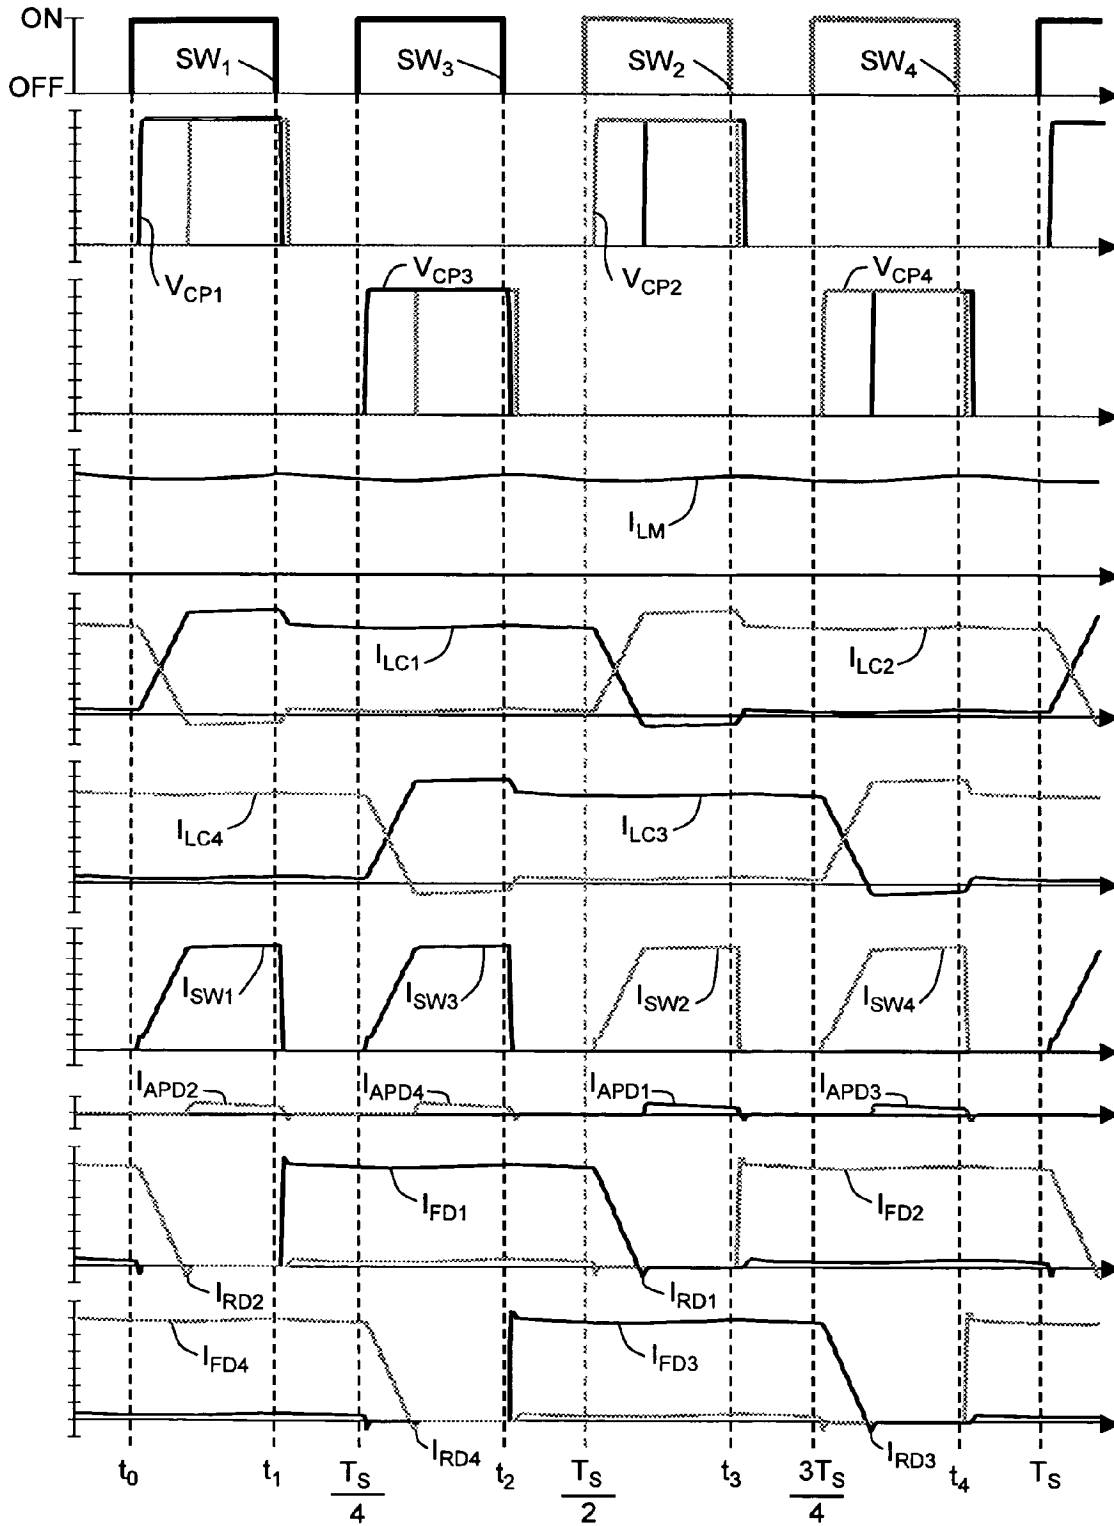 ON
OFF
SW1 SW3 SW2 SW4
VCP1 VCP2
VCP3 VCP4
ILM
ILC1 ILC2
ILC4 ILC3
ISW1 ISW3 ISW2 ISW4
IAPD2 IAPD4 IAPD1 IAPD3
IFD1 IFD2
IRD2 IRD1
IFD4 IFD3
IRD4 IRD3
t0 t1 TS/4 t2 TS/2 t3 3TS/4 t4 TS